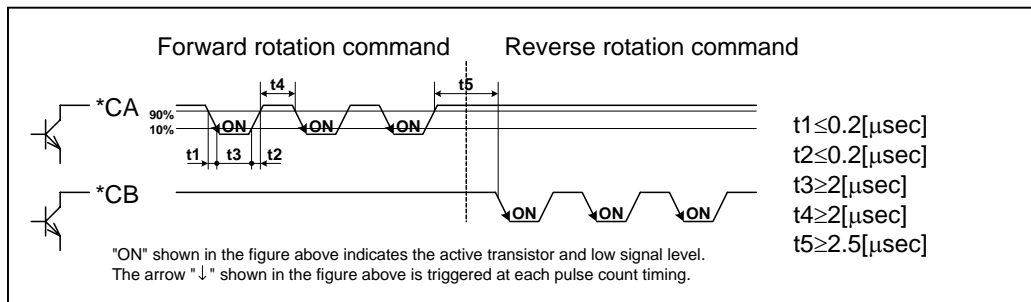 Forward rotation command Reverse rotation command
t4 t5
*CA
90%
10%
ON ON ON
t1 t3 t2
*CB
ON ON ON
t1≤0.2[μsec]
t2≤0.2[μsec]
t3≥2[μsec]
t4≥2[μsec]
t5≥2.5[μsec]
"ON" shown in the figure above indicates the active transistor and low signal level.
The arrow "↓" shown in the figure above is triggered at each pulse count timing.